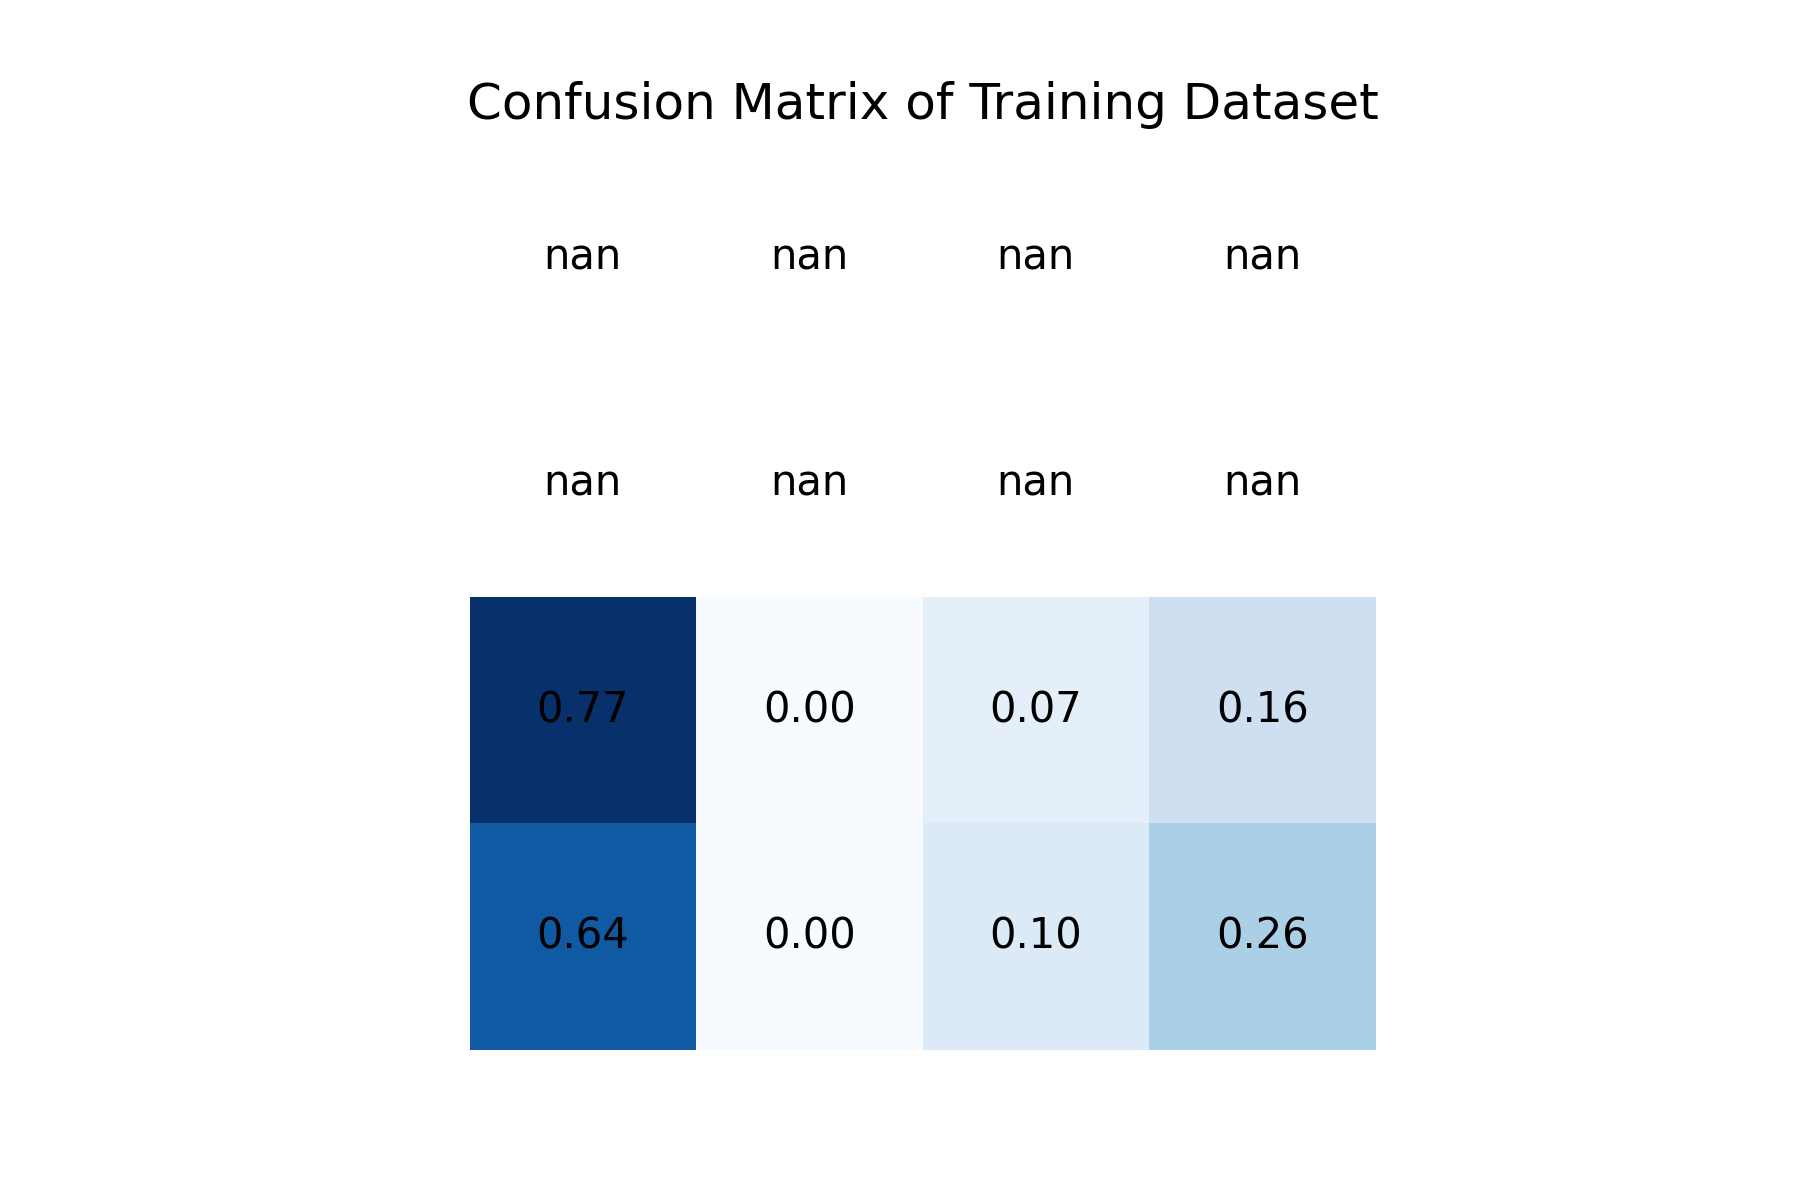 Confusion Matrix of Training Dataset
nan nan nan nan
nan nan nan nan
0.77 0.00 0.07 0.16
0.64 0.00 0.10 0.26